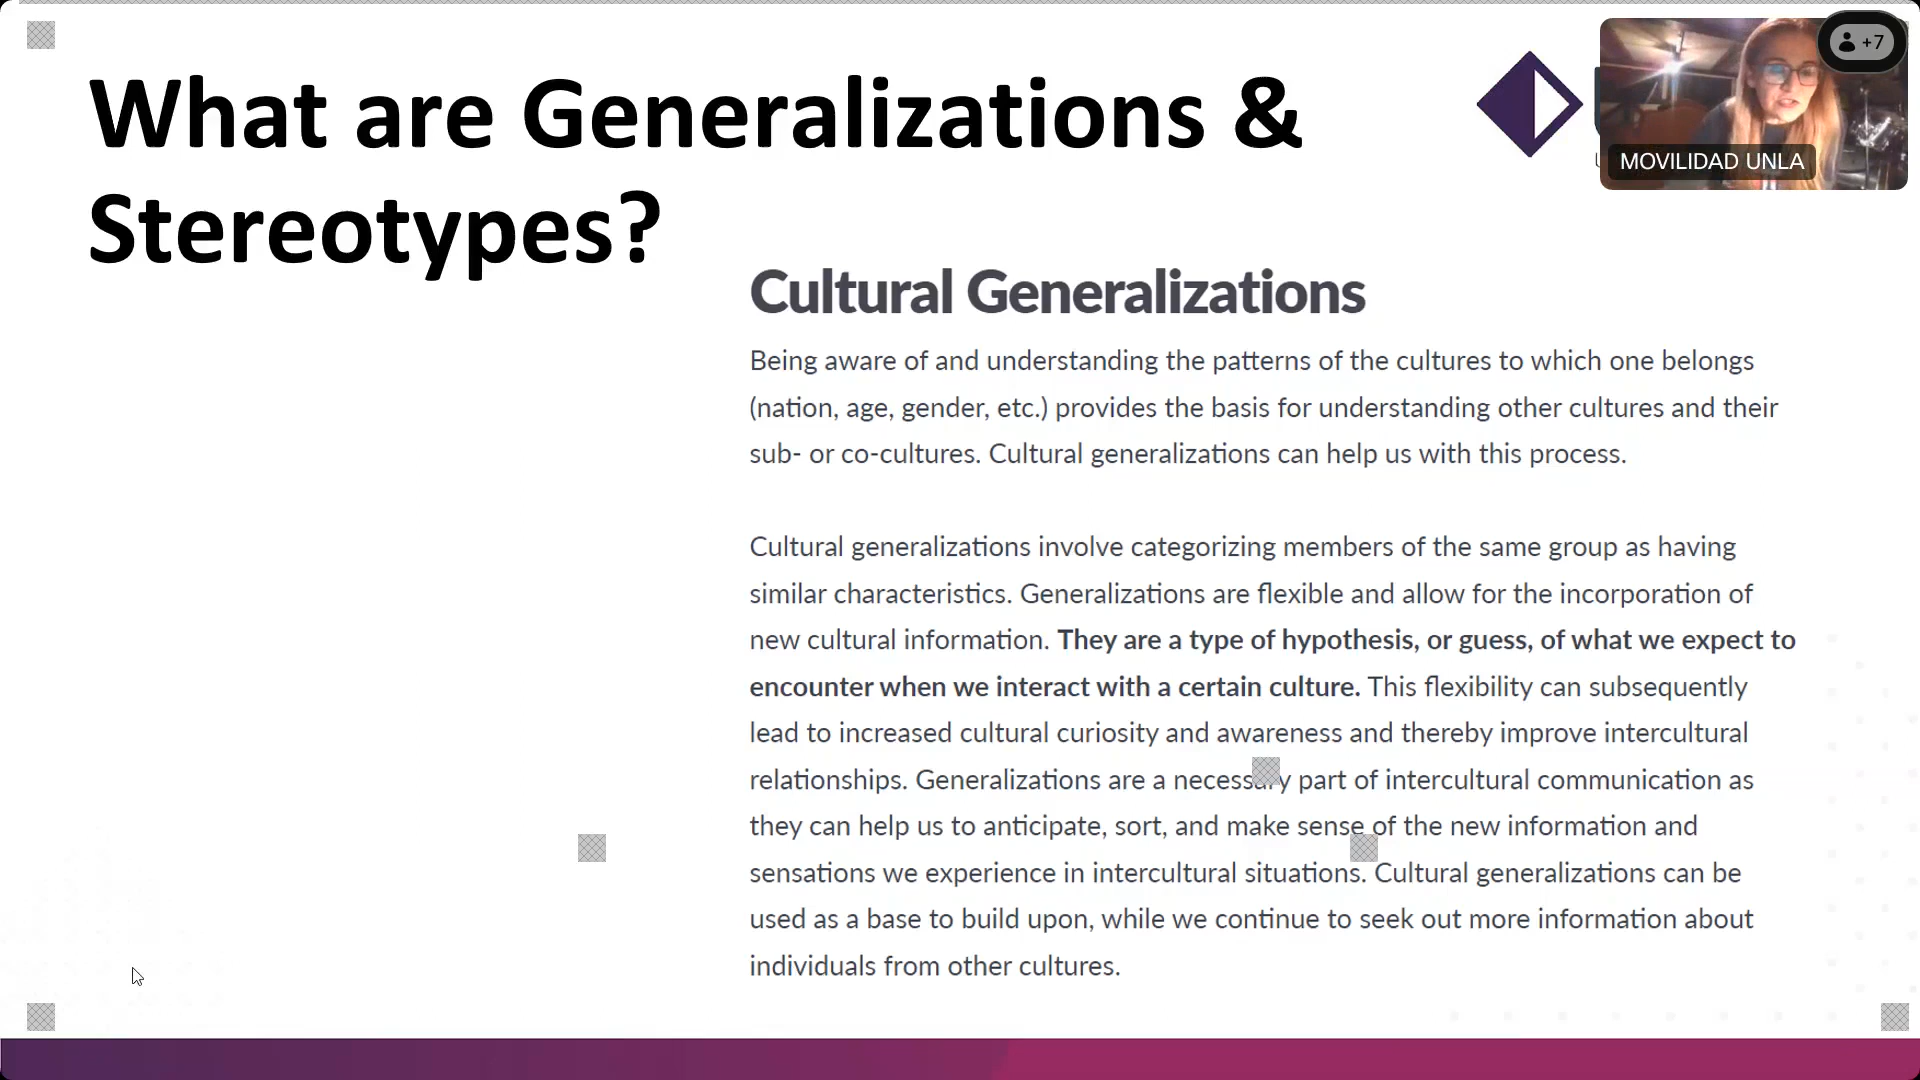 What are Generalizations &
Stereotypes?
+7
MOVILIDAD UNLA
Cultural Generalizations
Being aware of and understanding the patterns of the cultures to which one belongs
(nation, age, gender, etc.) provides the basis for understanding other cultures and their
sub- or co-cultures. Cultural generalizations can help us with this process.
Cultural generalizations involve categorizing members of the same group as having
similar characteristics. Generalizations are flexible and allow for the incorporation of
new cultural information. They are a type of hypothesis, or guess, of what we expect to
encounter when we interact with a certain culture. This flexibility can subsequently
lead to increased cultural curiosity and awareness and thereby improve intercultural
relationships. Generalizations are a necessary part of intercultural communication as
they can help us to anticipate, sort, and make sense of the new information and
sensations we experience in intercultural situations. Cultural generalizations can be
used as a base to build upon, while we continue to seek out more information about
individuals from other cultures.